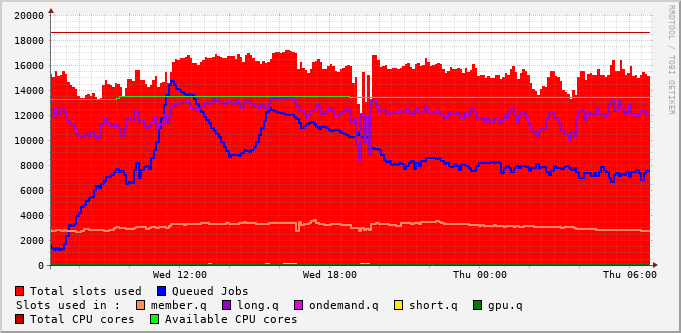 20000
18000
16000
14000
12000
10000
8000
6000
4000
2000
0
Wed 12:00 Wed 18:00 Thu 00:00 Thu 06:00
RRDTOOL / TOBI OETIKER
Total slots used Queued Jobs
Slots used in : member.q long.q ondemand.q short.q gpu.q
Total CPU cores Available CPU cores